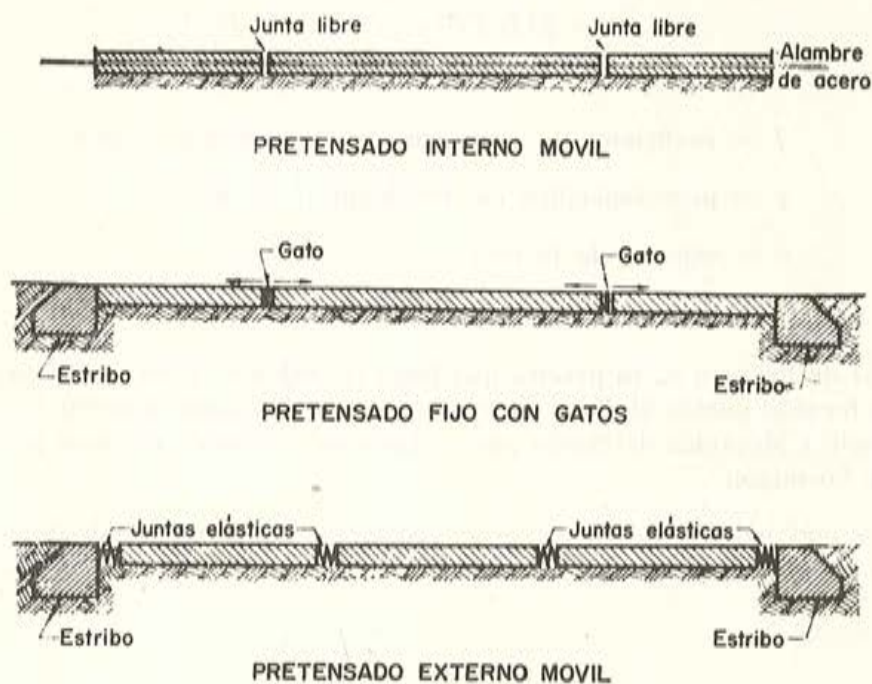 Junta libre
Junta libre
Alambre
de acero
PRETENSADO INTERNO MOVIL
Gato
Gato
Estribo
Estribo
PRETENSADO FIJO CON GATOS
Juntas elásticas
Juntas elásticas
Estribo
Estribo
PRETENSADO EXTERNO MOVIL